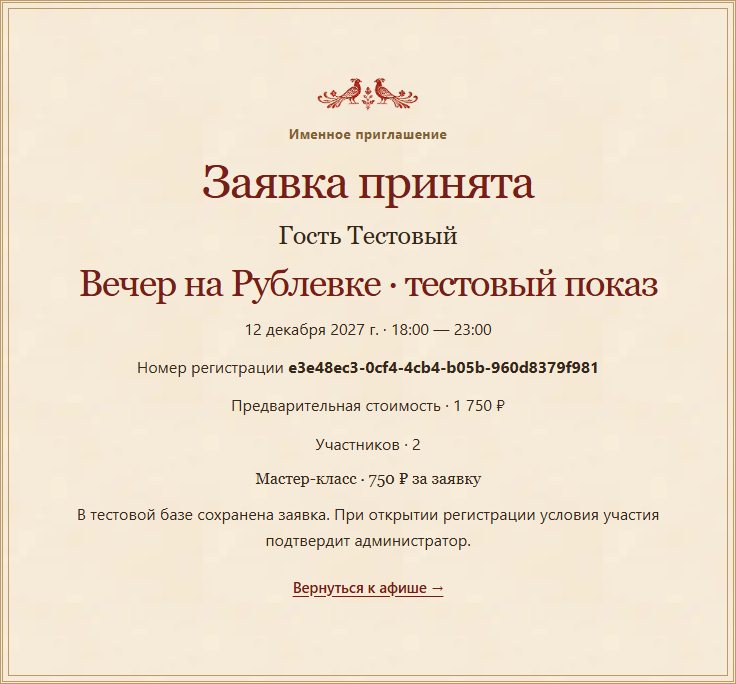 Именное приглашение
Заявка принята
Гость Тестовый
Вечер на Рублевке · тестовый показ
12 декабря 2027 г. · 18:00 — 23:00
Номер регистрации e3e48ec3-0cf4-4cb4-b05b-960d8379f981
Предварительная стоимость · 1 750 ₽
Участников · 2
Мастер-класс · 750 ₽ за заявку
В тестовой базе сохранена заявка. При открытии регистрации условия участия
подтвердит администратор.
Вернуться к афише →